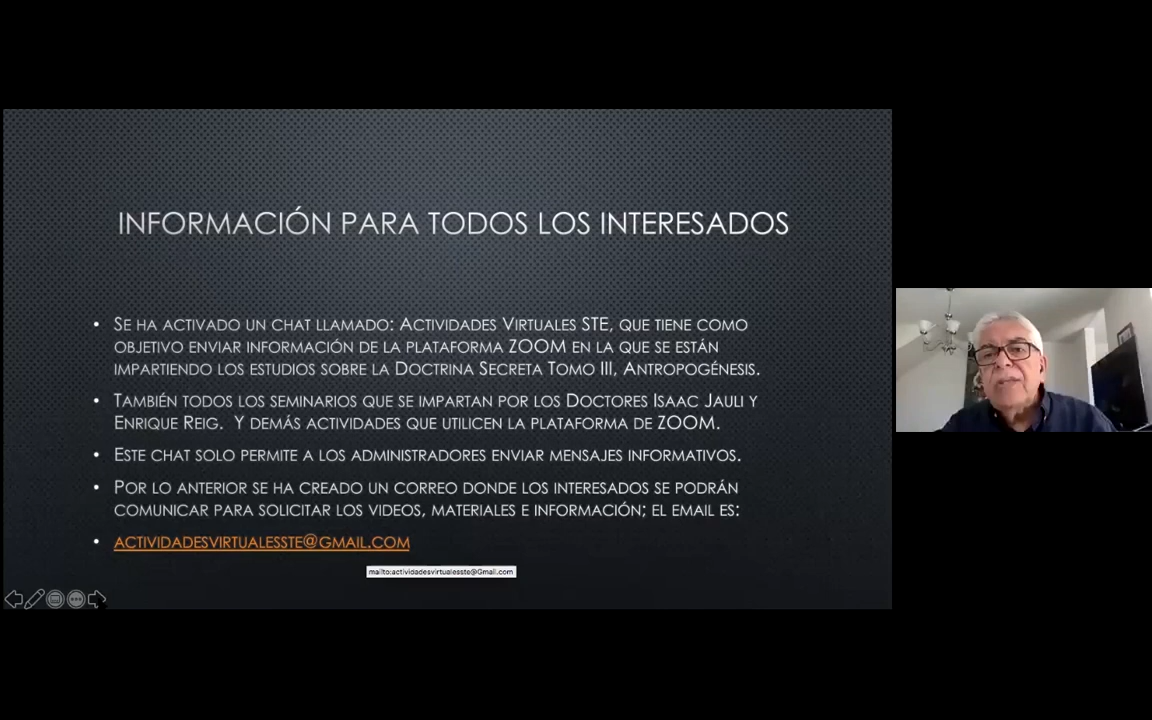 INFORMACIÓN PARA TODOS LOS INTERESADOS
• SE HA ACTIVADO UN CHAT LLAMADO: ACTIVIDADES VIRTUALES STE, QUE TIENE COMO
OBJETIVO ENVIAR INFORMACIÓN DE LA PLATAFORMA ZOOM EN LA QUE SE ESTÁN
IMPARTIENDO LOS ESTUDIOS SOBRE LA DOCTRINA SECRETA TOMO III, ANTROPOGÉNESIS.
• TAMBIÉN TODOS LOS SEMINARIOS QUE SE IMPARTAN POR LOS DOCTORES ISAAC JAULI Y
ENRIQUE REIG. Y DEMÁS ACTIVIDADES QUE UTILICEN LA PLATAFORMA DE ZOOM.
• ESTE CHAT SOLO PERMITE A LOS ADMINISTRADORES ENVIAR MENSAJES INFORMATIVOS.
• POR LO ANTERIOR SE HA CREADO UN CORREO DONDE LOS INTERESADOS SE PODRÁN
COMUNICAR PARA SOLICITAR LOS VIDEOS, MATERIALES E INFORMACIÓN; EL EMAIL ES:
• ACTIVIDADESVIRTUALESSTE@GMAIL.COM
mailto:actividadesvirtualesste@Gmail.com